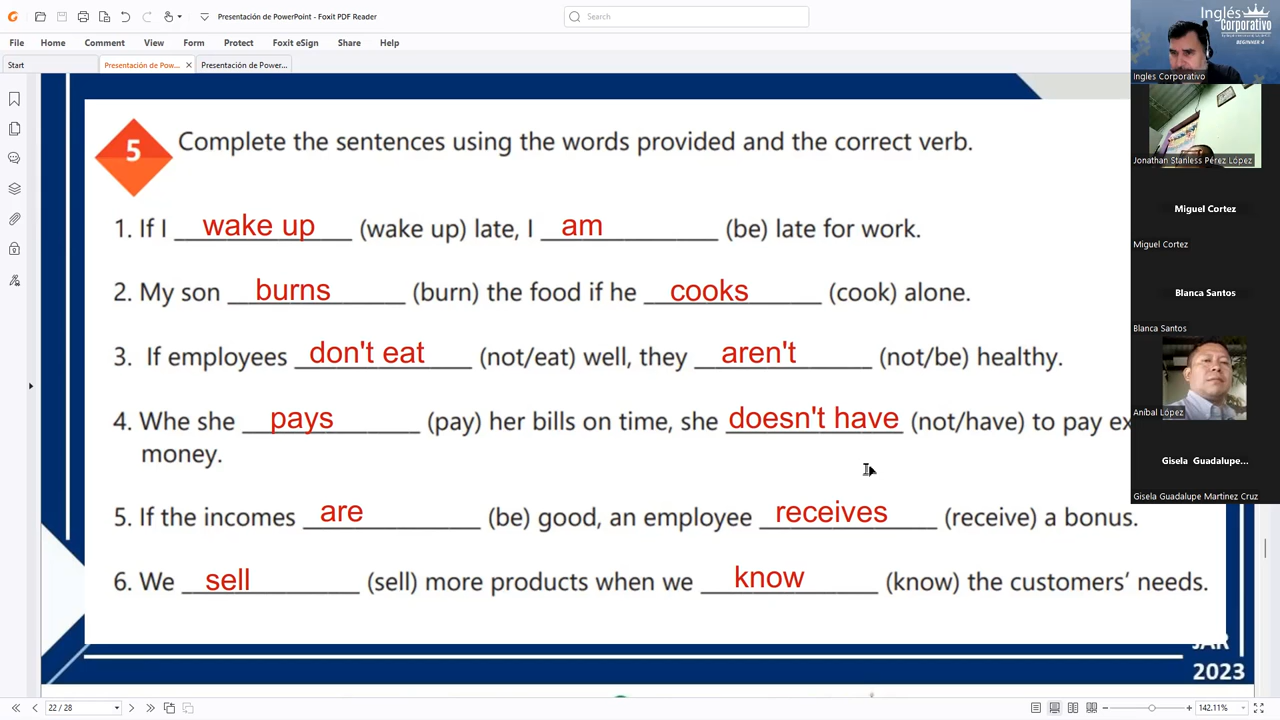 Presentación de PowerPoint - Foxit PDF Reader
Search
File Home Comment View Form Protect Foxit eSign Share Help
Start Presentación de Pow... Presentación de Power...
Inglés
Corporativo
BEGINNER 4
Ingles Corporativo
Jonathan Stanless Pérez López
Miguel Cortez
Miguel Cortez
Blanca Santos
Blanca Santos
Aníbal López
Gisela Guadalupe...
Gisela Guadalupe Martinez Cruz
5 Complete the sentences using the words provided and the correct verb.
1. If I wake up (wake up) late, I am (be) late for work.
2. My son burns (burn) the food if he cooks (cook) alone.
3. If employees don't eat (not/eat) well, they aren't (not/be) healthy.
4. Whe she pays (pay) her bills on time, she doesn't have (not/have) to pay ex
money.
5. If the incomes are (be) good, an employee receives (receive) a bonus.
6. We sell (sell) more products when we know (know) the customers' needs.
JAR
2023
22 / 28
142.11%